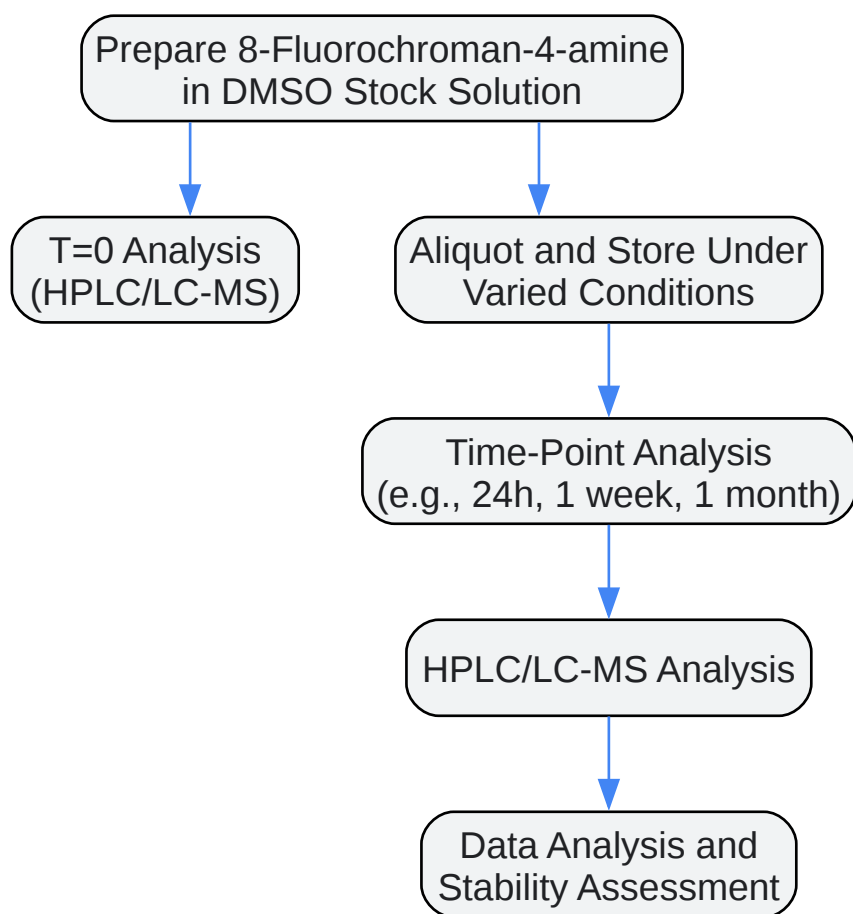 Prepare 8-Fluorochroman-4-amine
in DMSO Stock Solution
T=0 Analysis
(HPLC/LC-MS)
Aliquot and Store Under
Varied Conditions
Time-Point Analysis
(e.g., 24h, 1 week, 1 month)
HPLC/LC-MS Analysis
Data Analysis and
Stability Assessment